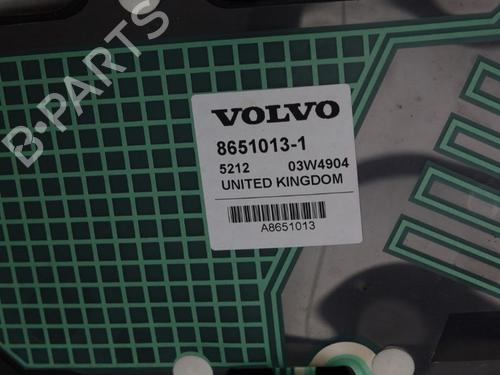 B-PARTS
VOLVO
8651013-1
5212 03W4904
UNITED KINGDOM
A8651013